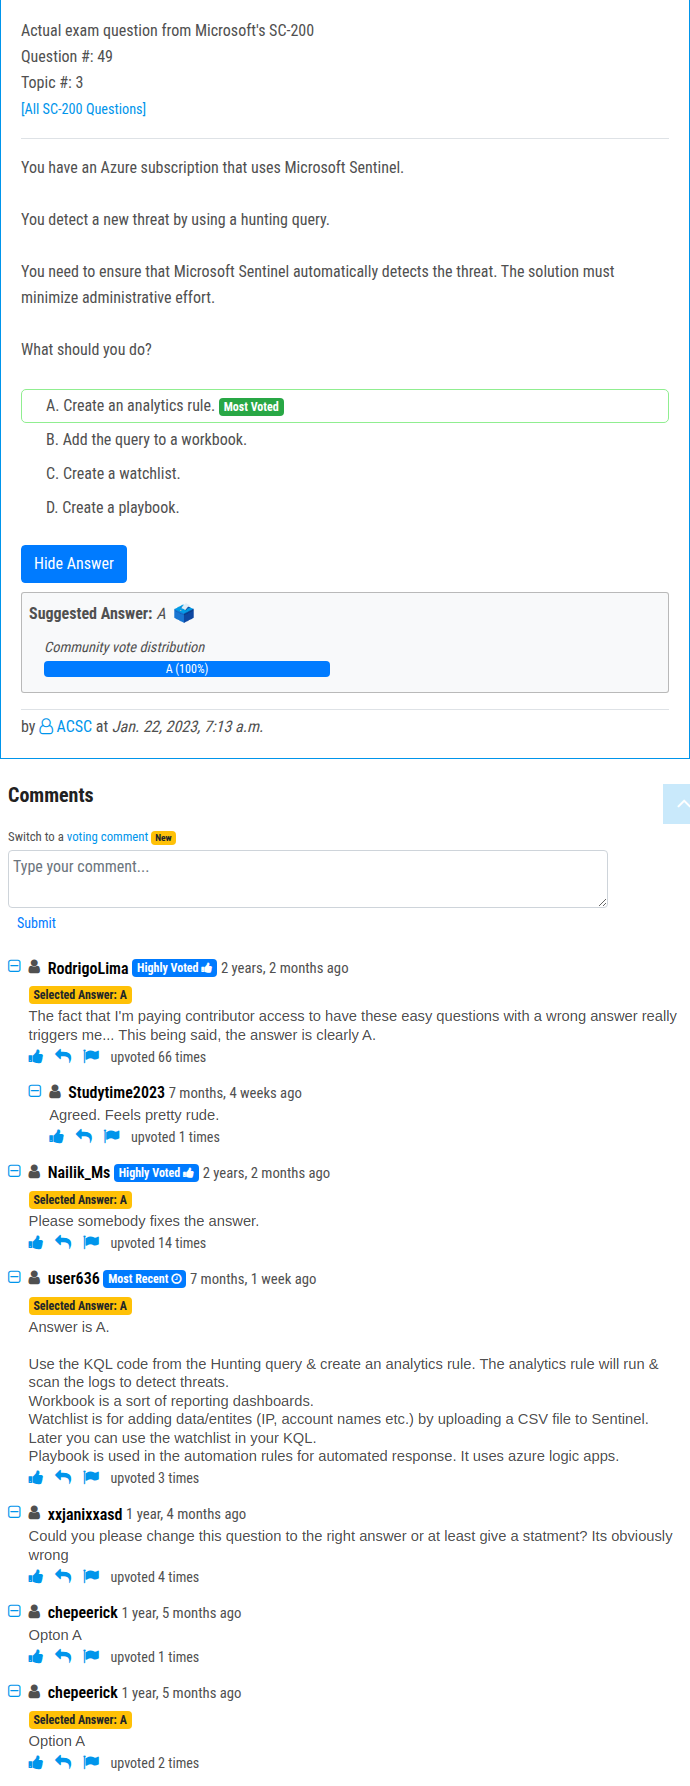 Actual exam question from Microsoft's SC-200
Question #: 49
Topic #: 3
[All SC-200 Questions]
You have an Azure subscription that uses Microsoft Sentinel.
You detect a new threat by using a hunting query.
You need to ensure that Microsoft Sentinel automatically detects the threat. The solution must
minimize administrative effort.
What should you do?
A. Create an analytics rule. Most Voted
B. Add the query to a workbook.
C. Create a watchlist.
D. Create a playbook.
Hide Answer
Suggested Answer: A
Community vote distribution
A (100%)
by ACSC at Jan. 22, 2023, 7:13 a.m.
Comments
Switch to a voting comment New
Type your comment...
Submit
RodrigoLima Highly Voted 2 years, 2 months ago
Selected Answer: A
The fact that I'm paying contributor access to have these easy questions with a wrong answer really
triggers me... This being said, the answer is clearly A.
upvoted 66 times
Studytime2023 7 months, 4 weeks ago
Agreed. Feels pretty rude.
upvoted 1 times
Nailik_Ms Highly Voted 2 years, 2 months ago
Selected Answer: A
Please somebody fixes the answer.
upvoted 14 times
user636 Most Recent 7 months, 1 week ago
Selected Answer: A
Answer is A.
Use the KQL code from the Hunting query & create an analytics rule. The analytics rule will run &
scan the logs to detect threats.
Workbook is a sort of reporting dashboards.
Watchlist is for adding data/entites (IP, account names etc.) by uploading a CSV file to Sentinel.
Later you can use the watchlist in your KQL.
Playbook is used in the automation rules for automated response. It uses azure logic apps.
upvoted 3 times
xxjanixxasd 1 year, 4 months ago
Could you please change this question to the right answer or at least give a statment? Its obviously
wrong
upvoted 4 times
chepeerick 1 year, 5 months ago
Opton A
upvoted 1 times
chepeerick 1 year, 5 months ago
Selected Answer: A
Option A
upvoted 2 times